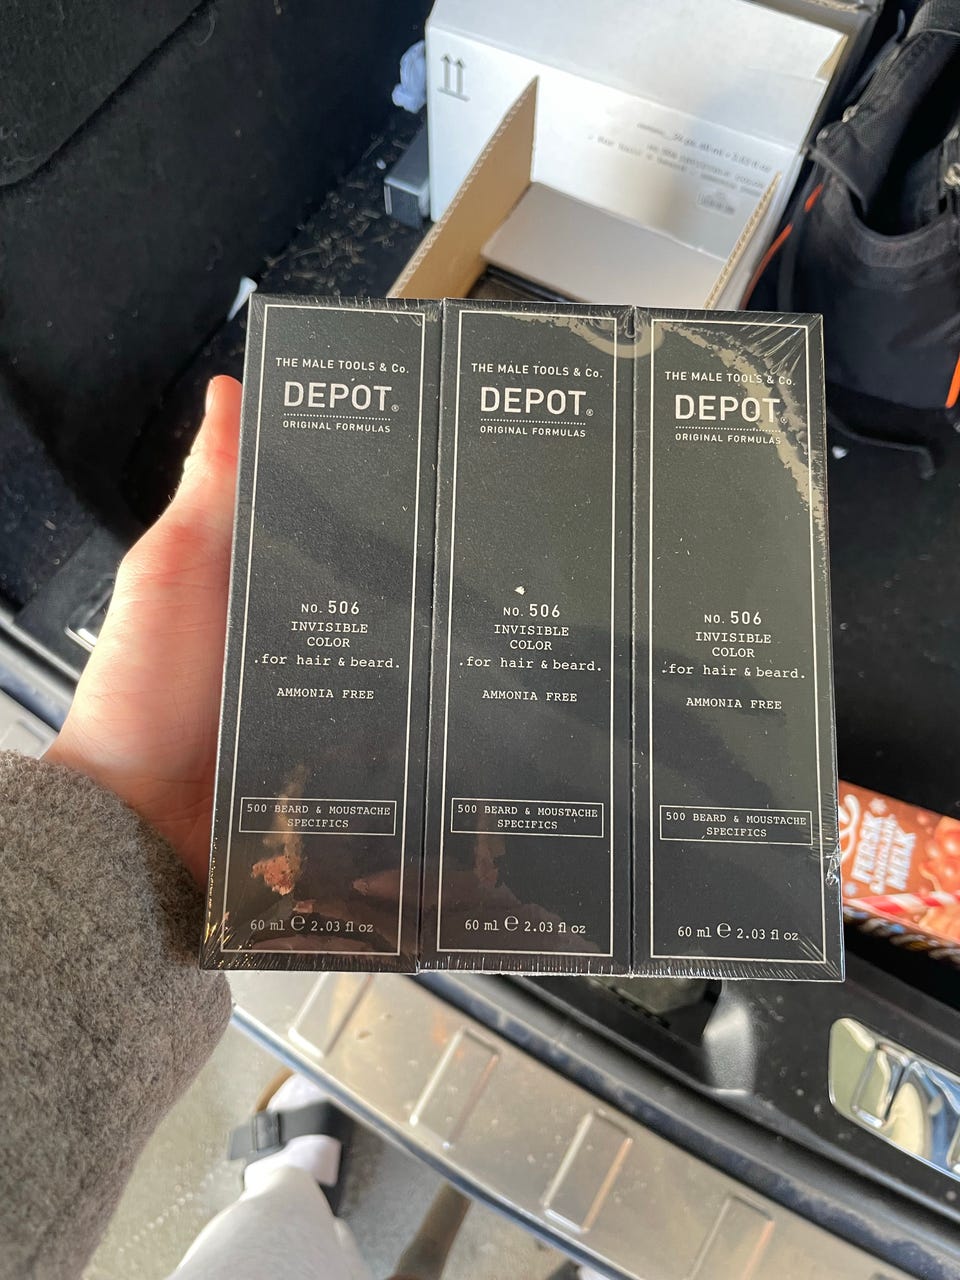 THE MALE TOOLS & Co.
DEPOT®
ORIGINAL FORMULAS
NO. 506
INVISIBLE
COLOR
.for hair & beard.
AMMONIA FREE
500 BEARD & MOUSTACHE
SPECIFICS
60 ml ℮ 2.03 fl oz
THE MALE TOOLS & Co.
DEPOT®
ORIGINAL FORMULAS
NO. 506
INVISIBLE
COLOR
.for hair & beard.
AMMONIA FREE
500 BEARD & MOUSTACHE
SPECIFICS
60 ml ℮ 2.03 fl oz
THE MALE TOOLS & Co.
DEPOT®
ORIGINAL FORMULAS
NO. 506
INVISIBLE
COLOR
.for hair & beard.
AMMONIA FREE
500 BEARD & MOUSTACHE
SPECIFICS
60 ml ℮ 2.03 fl oz
FERSK
MELK